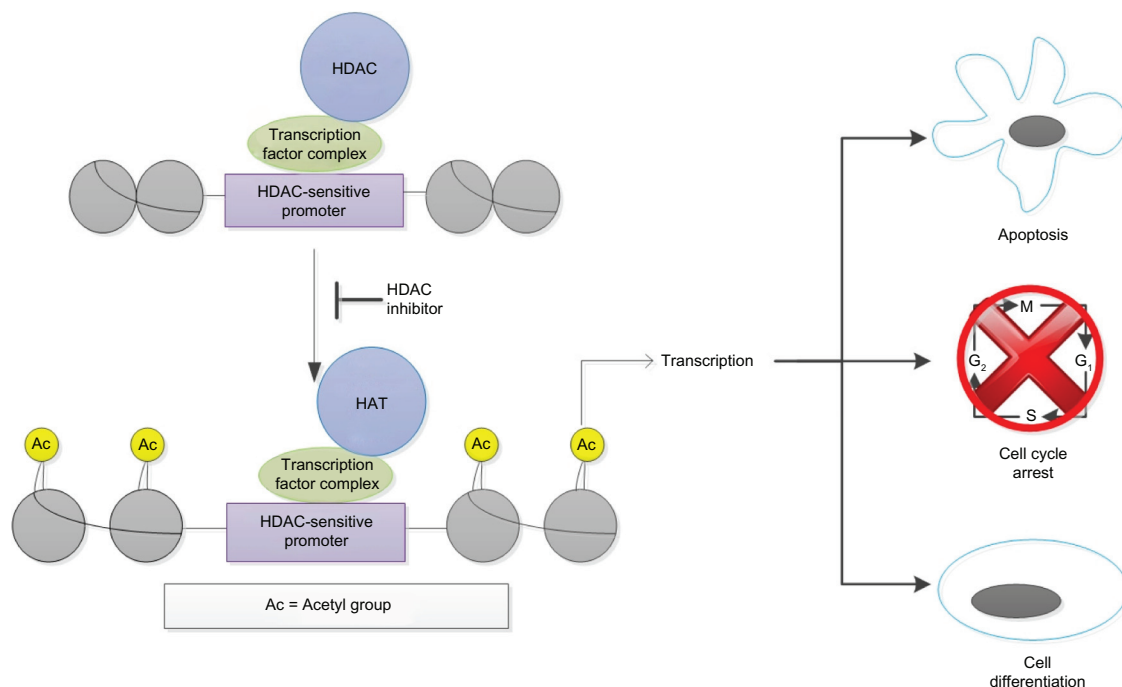 HDAC
Transcription
factor complex
HDAC-sensitive
promoter
HDAC
inhibitor
HAT
Ac
Ac
Ac
Ac
Transcription
factor complex
HDAC-sensitive
promoter
Ac = Acetyl group
Transcription
Apoptosis
M
G₂
G₁
S
Cell cycle
arrest
Cell
differentiation